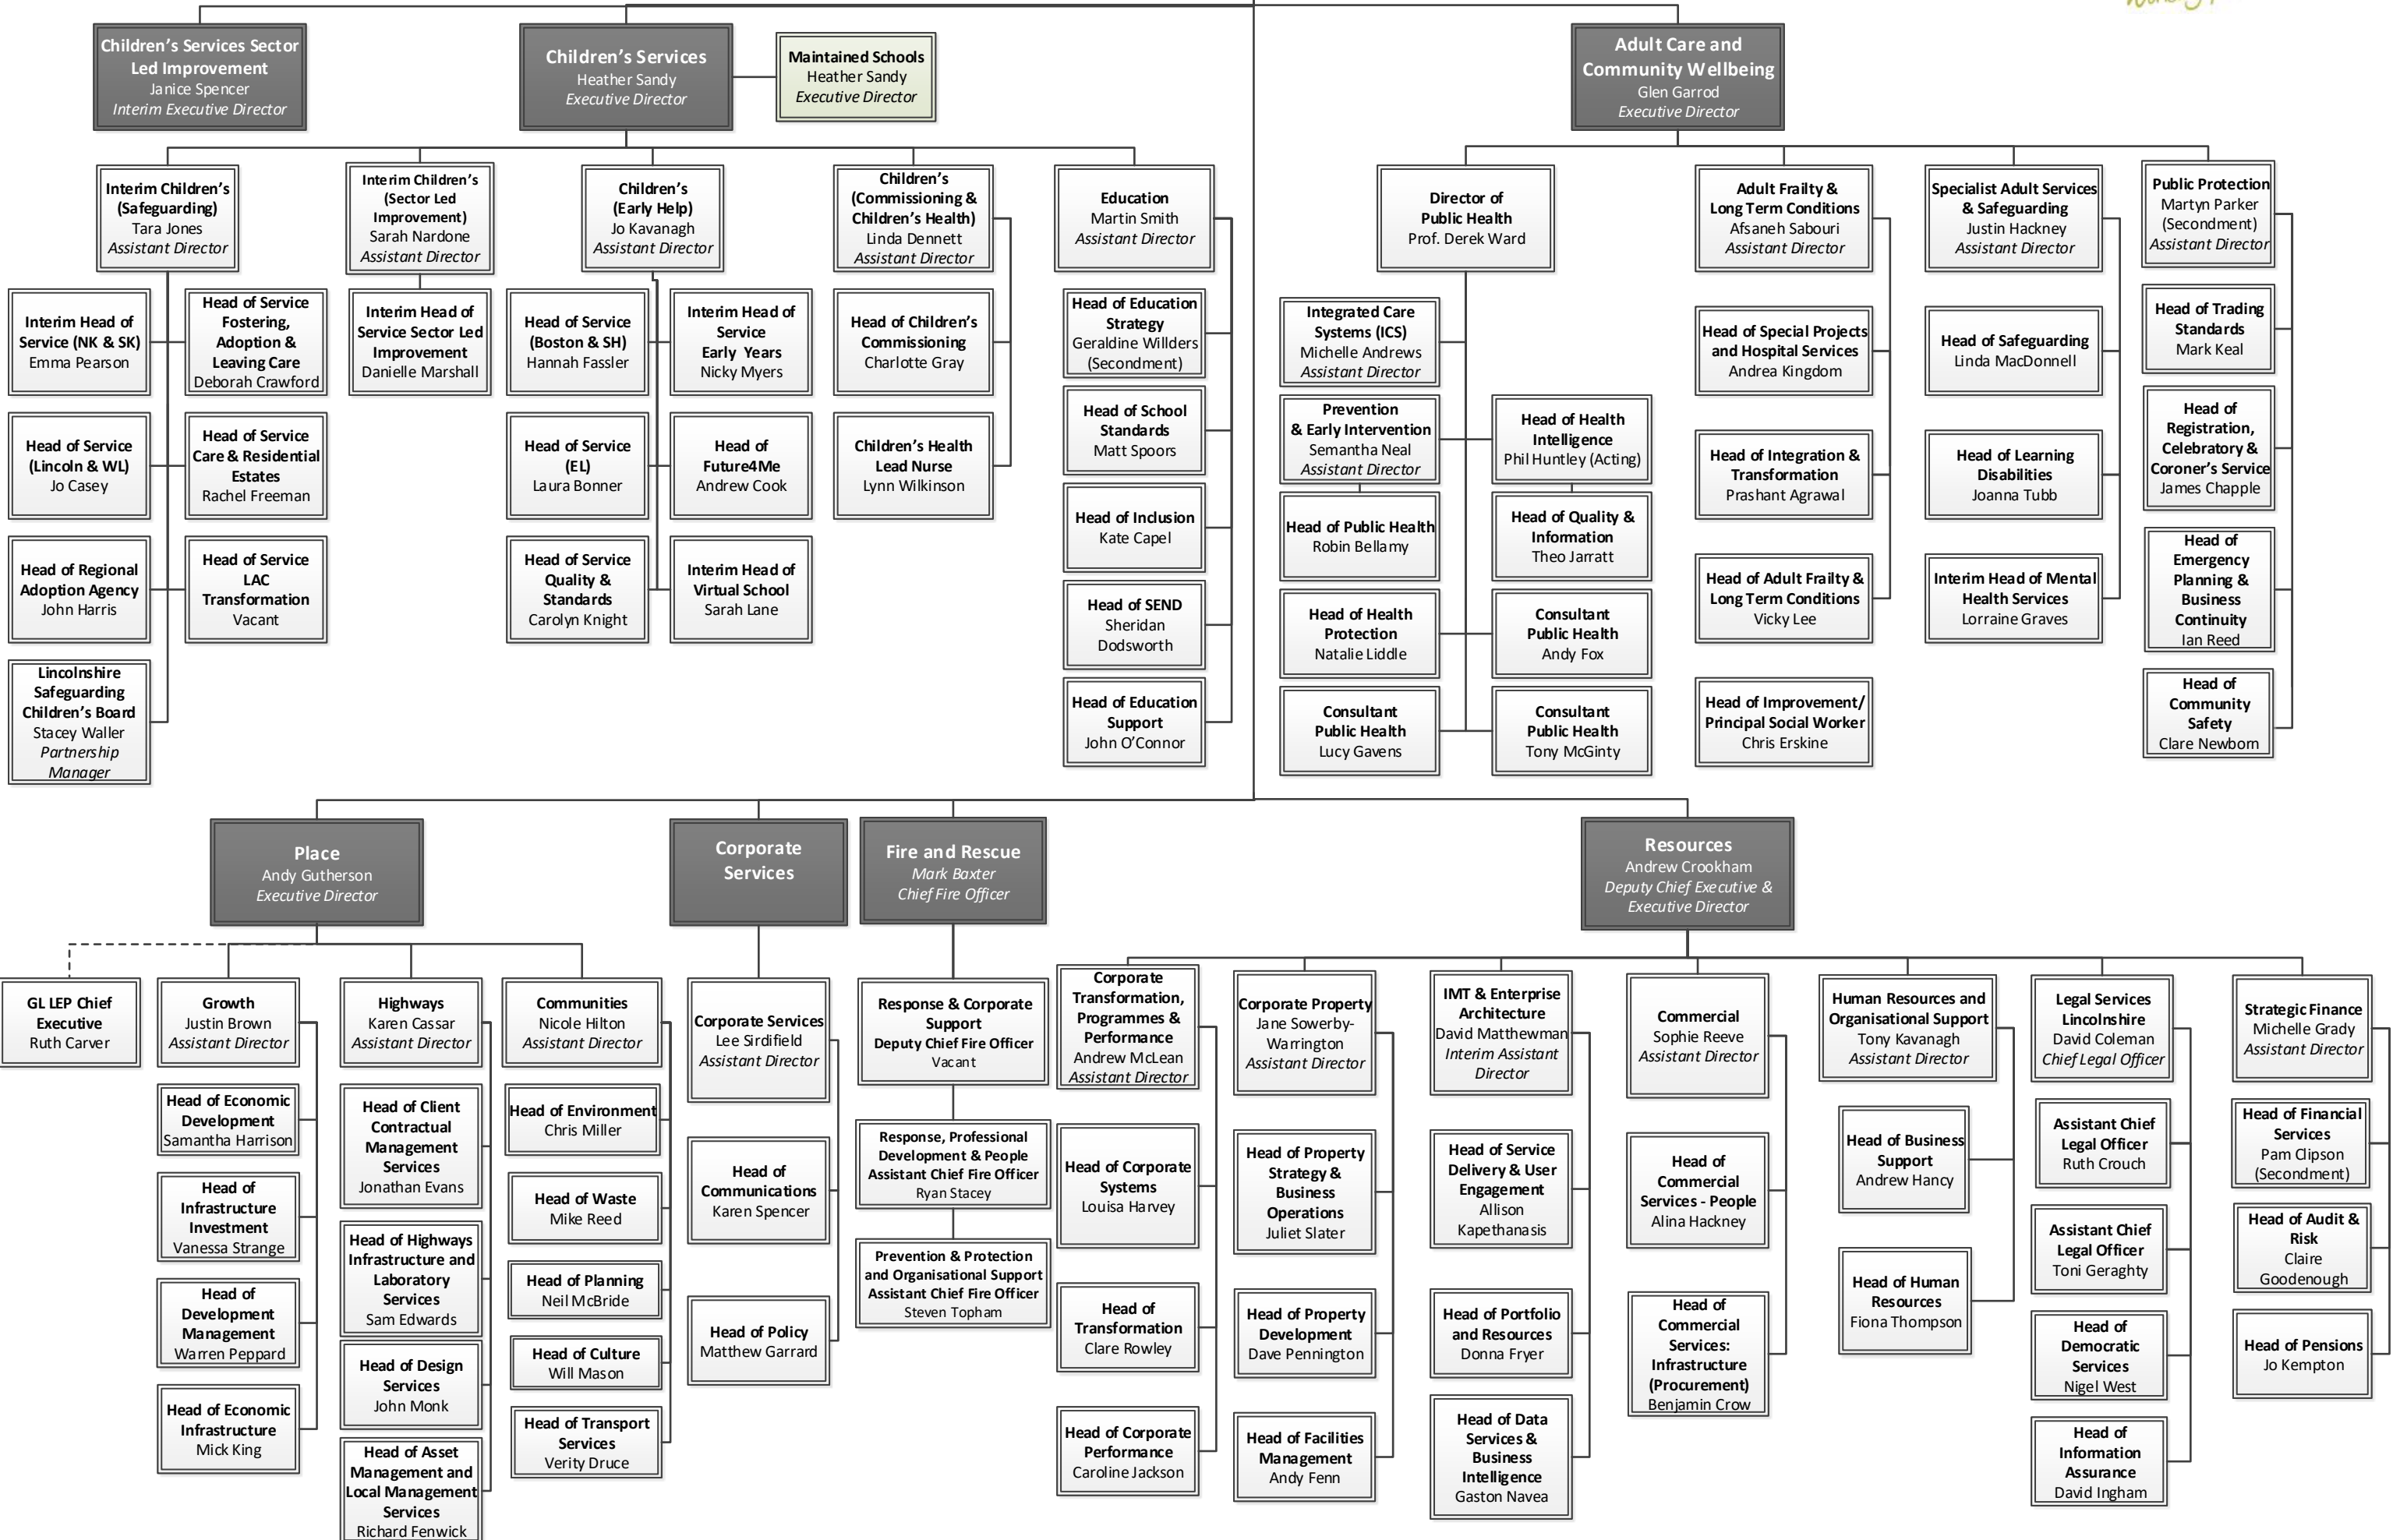 Children's Services Sector
Led Improvement
Janice Spencer
Interim Executive Director
Children's Services
Heather Sandy
Executive Director
Maintained Schools
Heather Sandy
Executive Director
Adult Care and
Community Wellbeing
Glen Garrod
Executive Director
Interim Children's
(Safeguarding)
Tara Jones
Assistant Director
Interim Head of
Service (NK & SK)
Emma Pearson
Head of Service
Fostering,
Adoption &
Leaving Care
Deborah Crawford
Head of Service
(Lincoln & WL)
Jo Casey
Head of Service
Care & Residential
Estates
Rachel Freeman
Head of Regional
Adoption Agency
John Harris
Head of Service
LAC
Transformation
Vacant
Lincolnshire
Safeguarding
Children's Board
Stacey Waller
Partnership
Manager
Interim Children's
(Sector Led
Improvement)
Sarah Nardone
Assistant Director
Interim Head of
Service Sector Led
Improvement
Danielle Marshall
Children's
(Early Help)
Jo Kavanagh
Assistant Director
Head of Service
(Boston & SH)
Hannah Fassler
Interim Head of
Service
Early Years
Nicky Myers
Head of Service
(EL)
Laura Bonner
Head of
Future4Me
Andrew Cook
Head of Service
Quality &
Standards
Carolyn Knight
Interim Head of
Virtual School
Sarah Lane
Children's
(Commissioning &
Children's Health)
Linda Dennett
Assistant Director
Head of Children's
Commissioning
Charlotte Gray
Children's Health
Lead Nurse
Lynn Wilkinson
Education
Martin Smith
Assistant Director
Head of Education
Strategy
Geraldine Willders
(Secondment)
Head of School
Standards
Matt Spoors
Head of Inclusion
Kate Capel
Head of SEND
Sheridan
Dodsworth
Head of Education
Support
John O'Connor
Director of
Public Health
Prof. Derek Ward
Integrated Care
Systems (ICS)
Michelle Andrews
Assistant Director
Prevention
& Early Intervention
Semantha Neal
Assistant Director
Head of Health
Intelligence
Phil Huntley (Acting)
Head of Public Health
Robin Bellamy
Head of Quality &
Information
Theo Jarratt
Head of Health
Protection
Natalie Liddle
Consultant
Public Health
Andy Fox
Consultant
Public Health
Lucy Gavens
Consultant
Public Health
Tony McGinty
Adult Frailty &
Long Term Conditions
Afsaneh Sabouri
Assistant Director
Head of Special Projects
and Hospital Services
Andrea Kingdom
Head of Integration &
Transformation
Prashant Agrawal
Head of Adult Frailty &
Long Term Conditions
Vicky Lee
Head of Improvement/
Principal Social Worker
Chris Erskine
Specialist Adult Services
& Safeguarding
Justin Hackney
Assistant Director
Head of Safeguarding
Linda MacDonnell
Head of Learning
Disabilities
Joanna Tubb
Interim Head of Mental
Health Services
Lorraine Graves
Public Protection
Martyn Parker
(Secondment)
Assistant Director
Head of Trading
Standards
Mark Keal
Head of
Registration,
Celebratory &
Coroner's Service
James Chapple
Head of
Emergency
Planning &
Business
Continuity
Ian Reed
Head of
Community
Safety
Clare Newborn
Place
Andy Gutherson
Executive Director
Corporate
Services
Fire and Rescue
Mark Baxter
Chief Fire Officer
Resources
Andrew Crookham
Deputy Chief Executive &
Executive Director
GL LEP Chief
Executive
Ruth Carver
Growth
Justin Brown
Assistant Director
Head of Economic
Development
Samantha Harrison
Head of
Infrastructure
Investment
Vanessa Strange
Head of
Development
Management
Warren Peppard
Head of Economic
Infrastructure
Mick King
Highways
Karen Cassar
Assistant Director
Head of Client
Contractual
Management
Services
Jonathan Evans
Head of Highways
Infrastructure and
Laboratory
Services
Sam Edwards
Head of Design
Services
John Monk
Head of Asset
Management and
Local Management
Services
Richard Fenwick
Communities
Nicole Hilton
Assistant Director
Head of Environment
Chris Miller
Head of Waste
Mike Reed
Head of Planning
Neil McBride
Head of Culture
Will Mason
Head of Transport
Services
Verity Druce
Corporate Services
Lee Sirdifield
Assistant Director
Head of
Communications
Karen Spencer
Head of Policy
Matthew Garrard
Response & Corporate
Support
Deputy Chief Fire Officer
Vacant
Response, Professional
Development & People
Assistant Chief Fire Officer
Ryan Stacey
Prevention & Protection
and Organisational Support
Assistant Chief Fire Officer
Steven Topham
Corporate
Transformation,
Programmes &
Performance
Andrew McLean
Assistant Director
Head of Corporate
Systems
Louisa Harvey
Head of
Transformation
Clare Rowley
Head of Corporate
Performance
Caroline Jackson
Corporate Property
Jane Sowerby-
Warrington
Assistant Director
Head of Property
Strategy &
Business
Operations
Juliet Slater
Head of Property
Development
Dave Pennington
Head of Facilities
Management
Andy Fenn
IMT & Enterprise
Architecture
David Matthewman
Interim Assistant
Director
Head of Service
Delivery & User
Engagement
Allison
Kapethanasis
Head of Portfolio
and Resources
Donna Fryer
Head of Data
Services &
Business
Intelligence
Gaston Navea
Commercial
Sophie Reeve
Assistant Director
Head of
Commercial
Services - People
Alina Hackney
Head of
Commercial
Services:
Infrastructure
(Procurement)
Benjamin Crow
Human Resources and
Organisational Support
Tony Kavanagh
Assistant Director
Head of Business
Support
Andrew Hancy
Head of Human
Resources
Fiona Thompson
Legal Services
Lincolnshire
David Coleman
Chief Legal Officer
Assistant Chief
Legal Officer
Ruth Crouch
Assistant Chief
Legal Officer
Toni Geraghty
Head of
Democratic
Services
Nigel West
Head of
Information
Assurance
David Ingham
Strategic Finance
Michelle Grady
Assistant Director
Head of Financial
Services
Pam Clipson
(Secondment)
Head of Audit &
Risk
Claire
Goodenough
Head of Pensions
Jo Kempton